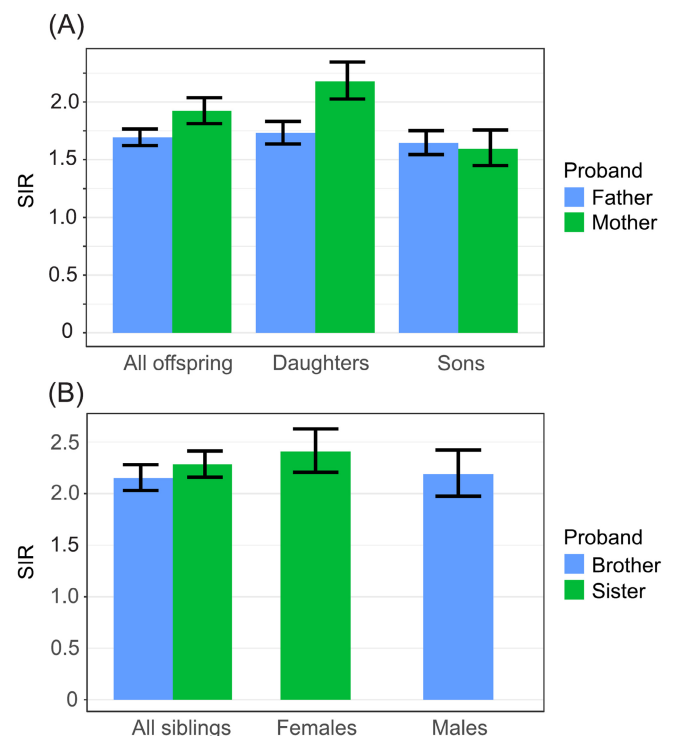 (A)
SIR
2.0
1.5
1.0
0.5
0
All offspring Daughters Sons
Proband
Father
Mother
(B)
SIR
2.5
2.0
1.5
1.0
0.5
0
All siblings Females Males
Proband
Brother
Sister